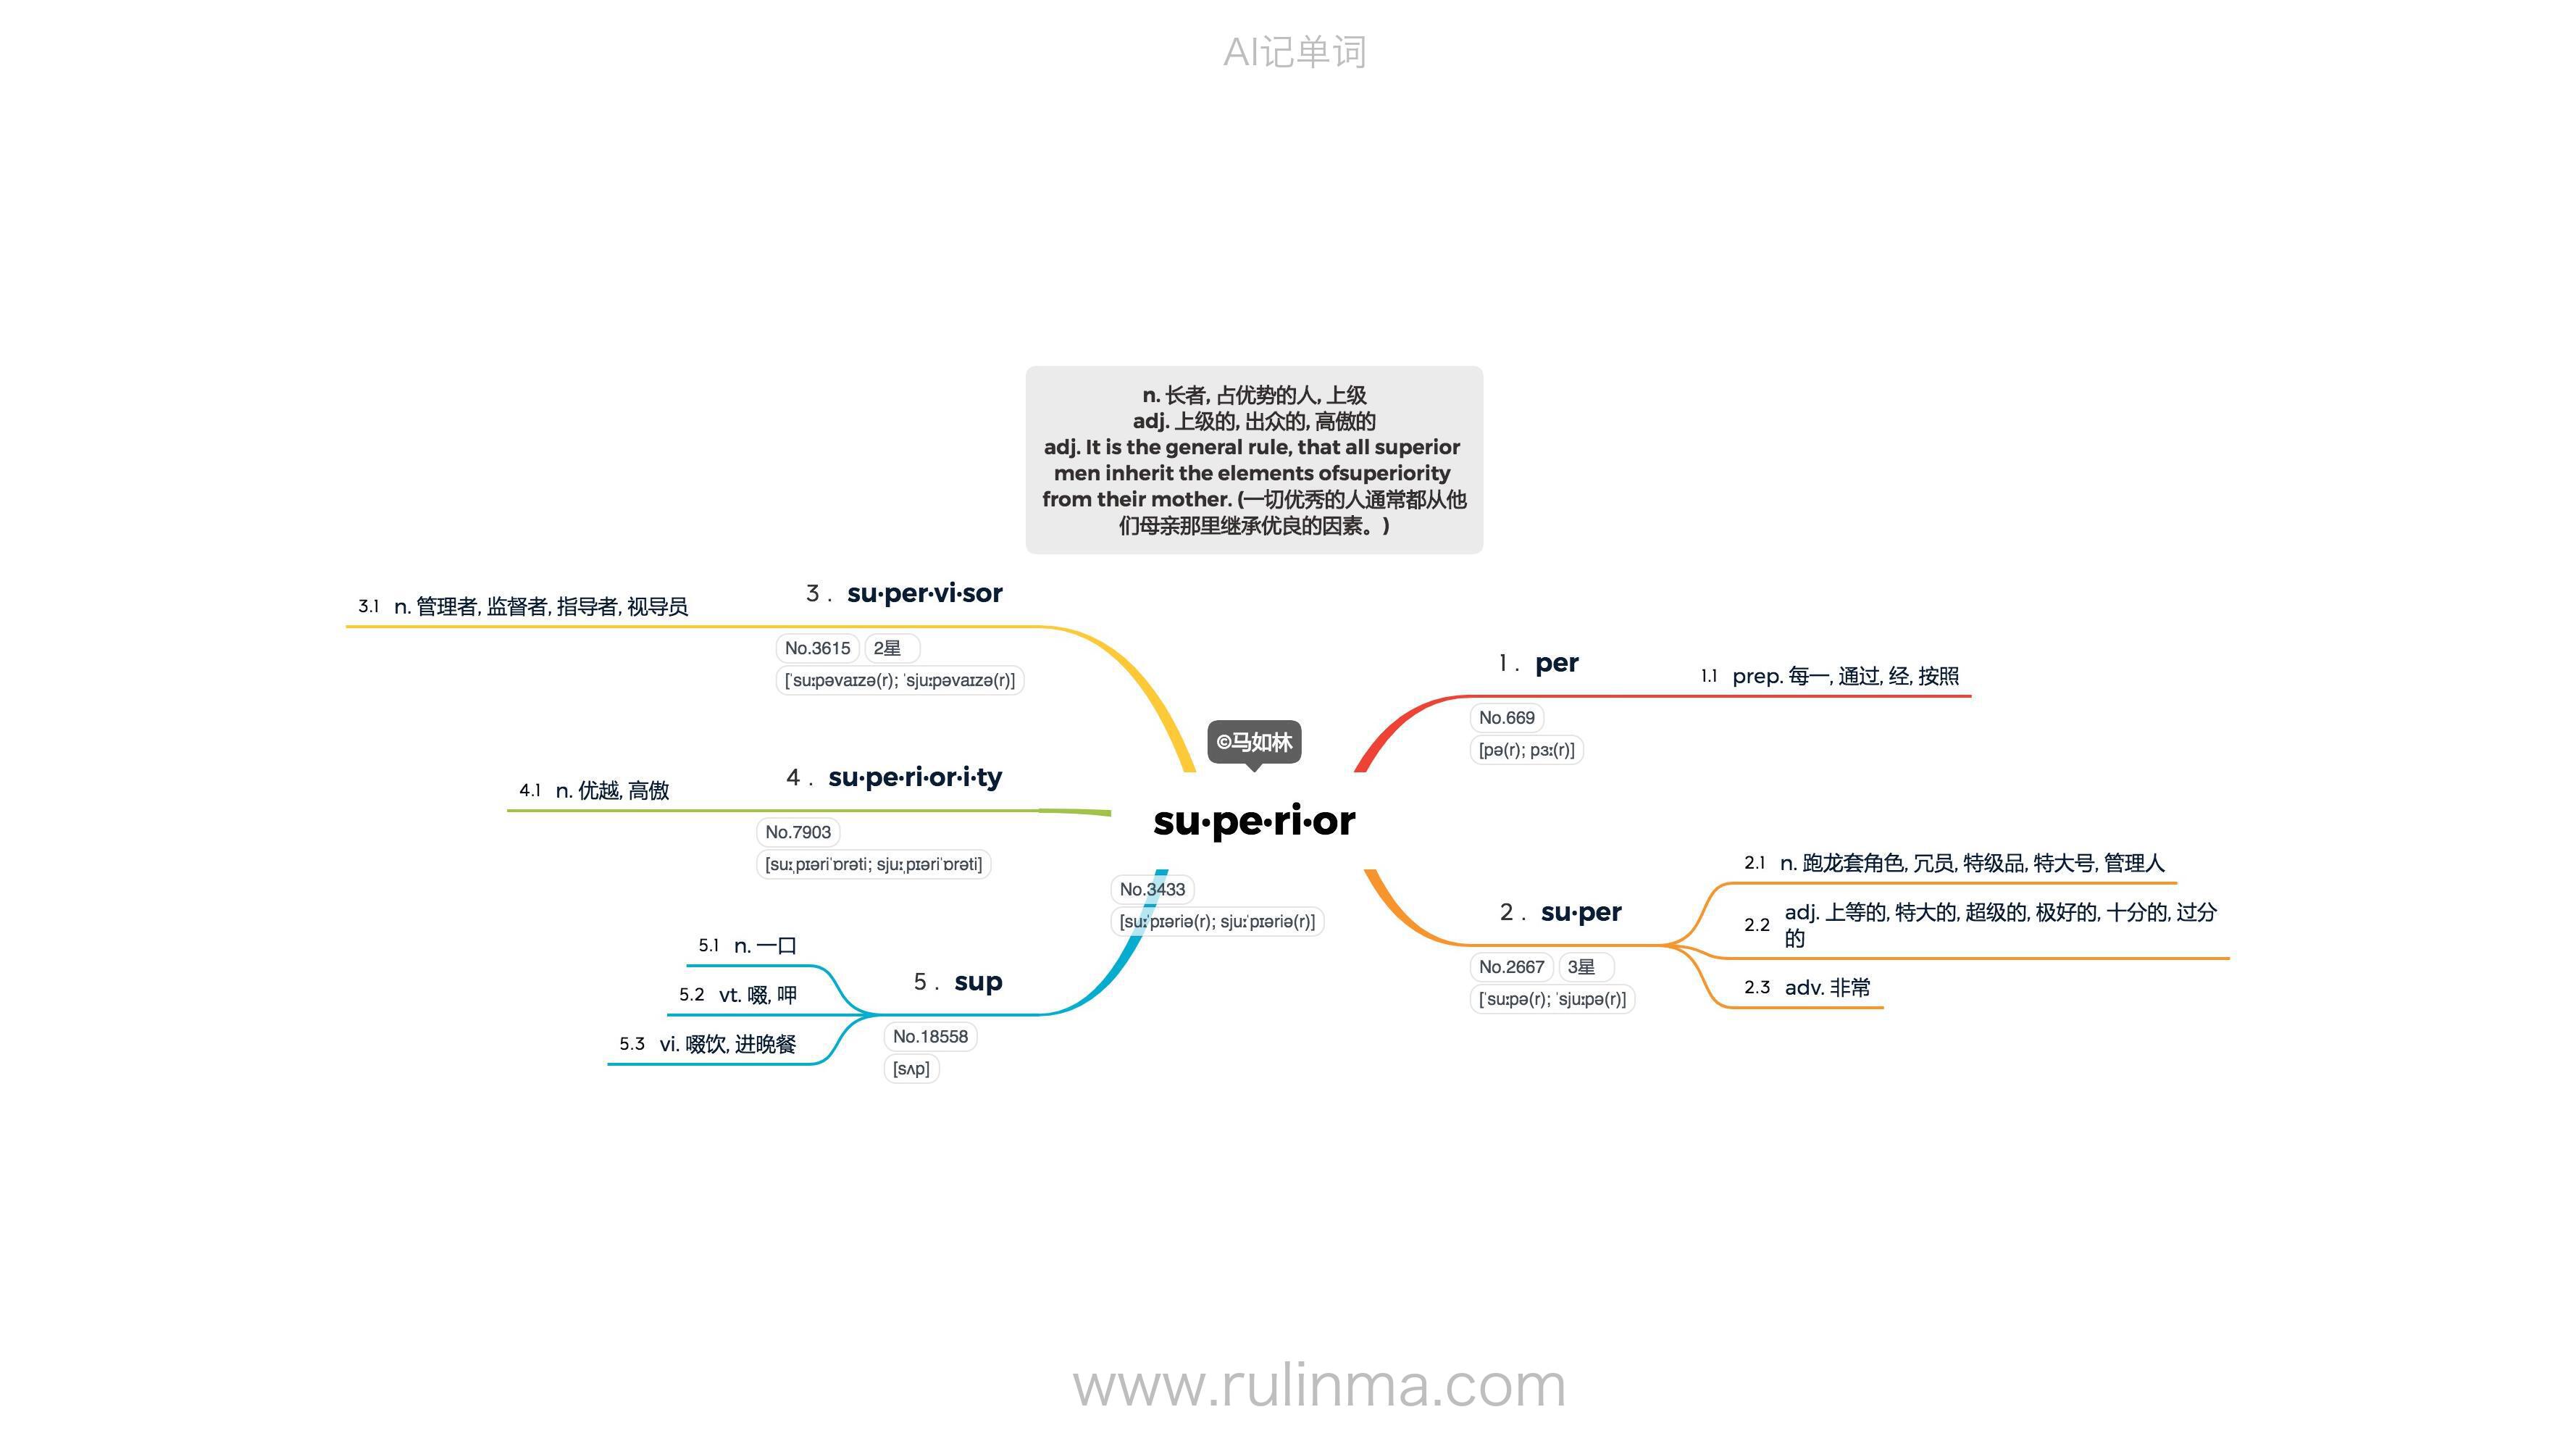 AI记单词
n. 长者, 占优势的人, 上级
adj. 上级的, 出众的, 高傲的
adj. It is the general rule, that all superior
men inherit the elements ofsuperiority
from their mother. (一切优秀的人通常都从他
们母亲那里继承优良的因素。)
©马如林
su·pe·ri·or
No.3433
[suːˈpɪəriə(r); sjuːˈpɪəriə(r)]
1 . per
No.669
[pə(r); pɜː(r)]
1.1 prep. 每一, 通过, 经, 按照
2 . su·per
No.2667 3星
[ˈsuːpə(r); ˈsjuːpə(r)]
2.1 n. 跑龙套角色, 冗员, 特级品, 特大号, 管理人
2.2 adj. 上等的, 特大的, 超级的, 极好的, 十分的, 过分
的
2.3 adv. 非常
3 . su·per·vi·sor
No.3615 2星
[ˈsuːpəvaɪzə(r); ˈsjuːpəvaɪzə(r)]
3.1 n. 管理者, 监督者, 指导者, 视导员
4 . su·pe·ri·or·i·ty
No.7903
[suːˌpɪəriˈɒrəti; sjuːˌpɪəriˈɒrəti]
4.1 n. 优越, 高傲
5 . sup
No.18558
[sʌp]
5.1 n. 一口
5.2 vt. 啜, 呷
5.3 vi. 啜饮, 进晚餐
www.rulinma.com